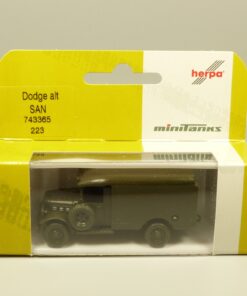 Dodge alt
SAN
743365
223
herpa
minitanks